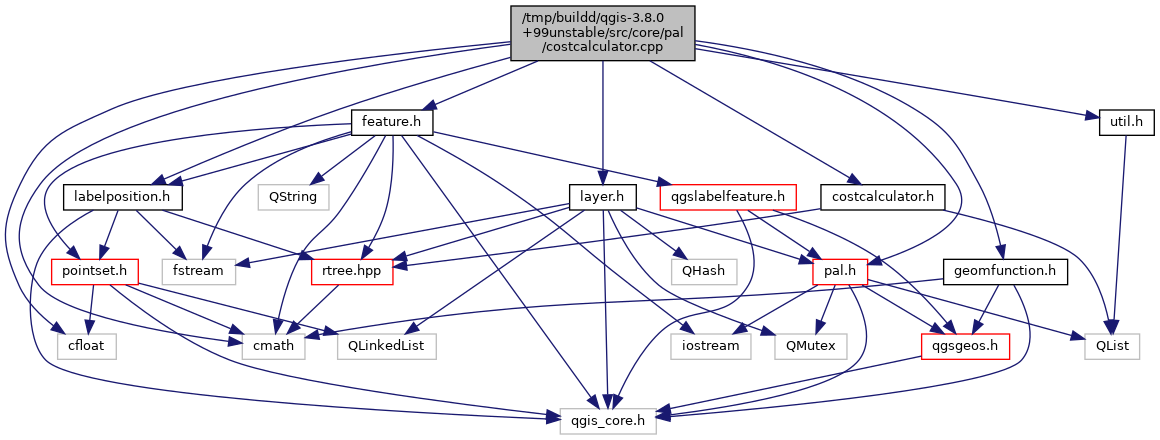 /tmp/buildd/qgis-3.8.0
+99unstable/src/core/pal
/costcalculator.cpp
feature.h
util.h
labelposition.h
QString
layer.h
qgslabelfeature.h
costcalculator.h
pointset.h
fstream
rtree.hpp
QHash
pal.h
geomfunction.h
cfloat
cmath
QLinkedList
iostream
QMutex
qgsgeos.h
QList
qgis_core.h